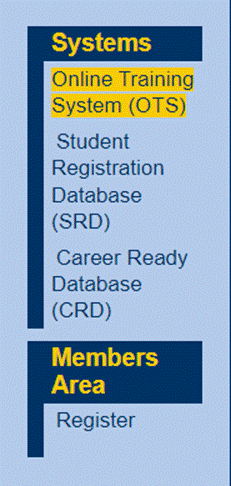 Systems
Online Training
System (OTS)
Student
Registration
Database
(SRD)
Career Ready
Database
(CRD)
Members
Area
Register